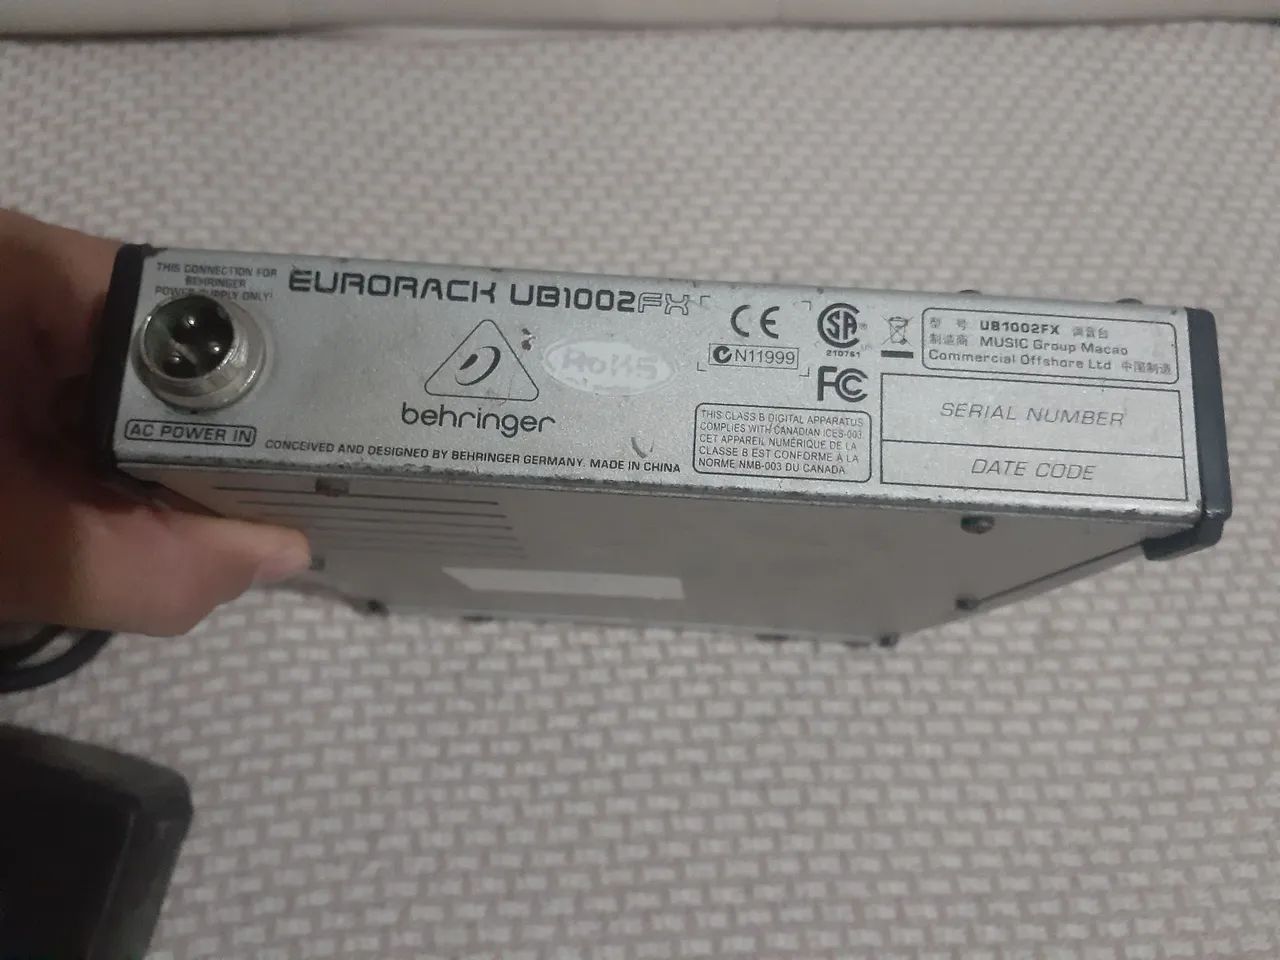 THIS CONNECTION FOR
BEHRINGER
POWER SUPPLY ONLY!
AC POWER IN
EURORACK UB1002FX
behringer
RoHS
CONCEIVED AND DESIGNED BY BEHRINGER GERMANY. MADE IN CHINA
CE
N11999
SA
210761
FC
THIS CLASS B DIGITAL APPARATUS
COMPLIES WITH CANADIAN ICES-003.
CET APPAREIL NUMÉRIQUE DE LA
CLASSE B EST CONFORME À LA
NORME NMB-003 DU CANADA.
型 号 UB1002FX 调音台
制造商 MUSIC Group Macao
Commercial Offshore Ltd 中国制造
SERIAL NUMBER
DATE CODE